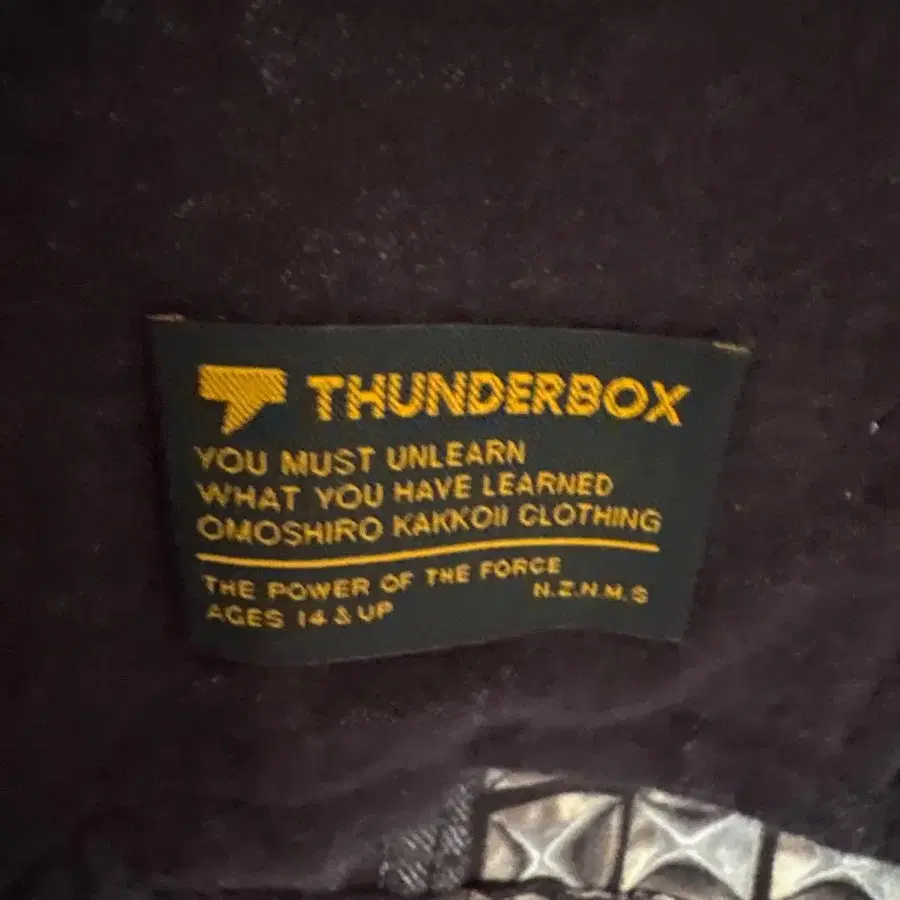 THUNDERBOX
YOU MUST UNLEARN
WHAT YOU HAVE LEARNED
OMOSHIRO KAKKOII CLOTHING
THE POWER OF THE FORCE
N.Z.N.M.S
AGES 14 & UP